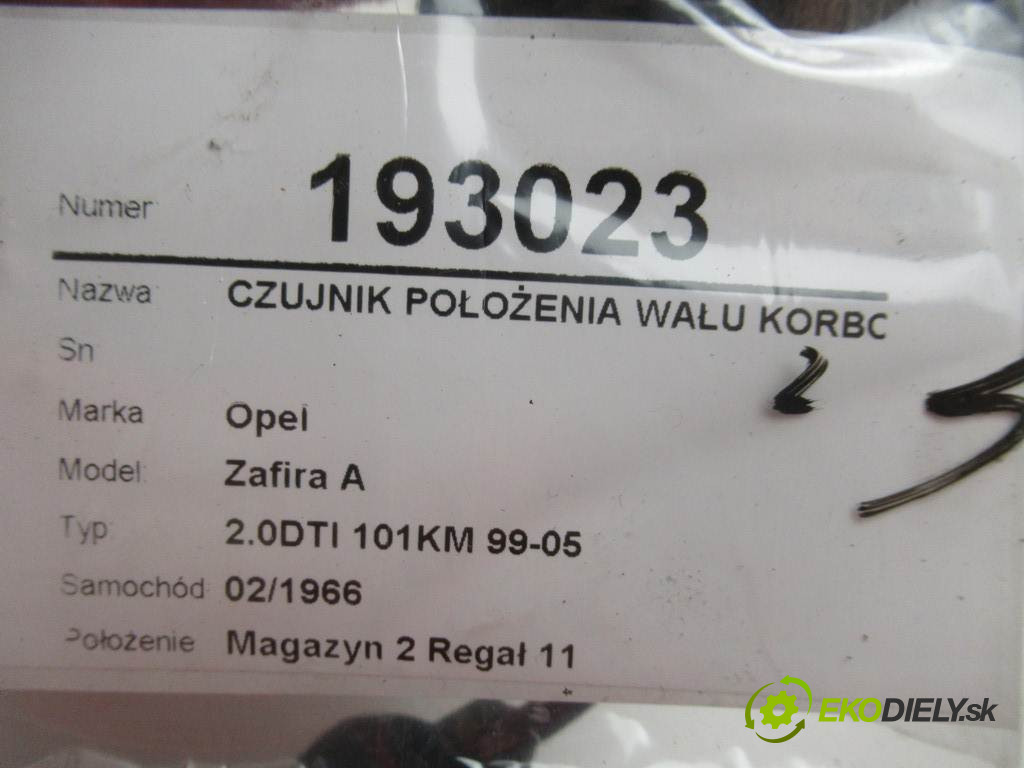 Numer 193023
Nazwa CZUJNIK POŁOŻENIA WAŁU KORBO
Sn
Marka Opel
Model Zafira A
Typ 2.0DTI 101KM 99-05
Samochód 02/1966
Położenie Magazyn 2 Regał 11
EKODIELY.sk